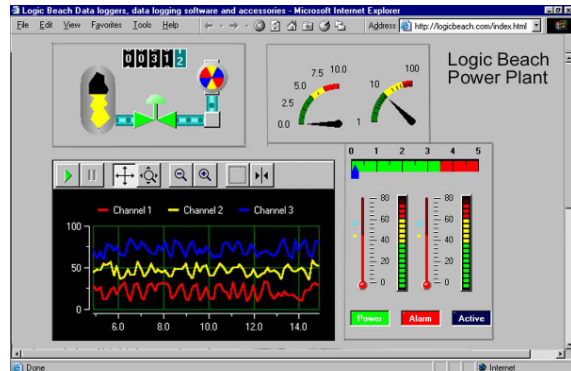 Logic Beach Data loggers, data logging software and accessories - Microsoft Internet Explorer
File Edit View Favorites Tools Help
Address http://logicbeach.com/index.html
00312
5.0 7.5 10.0
2.5
0.0
10 100
1
Logic Beach
Power Plant
0 1 2 3 4 5
Channel 1 Channel 2 Channel 3
100
50
0
6.0 8.0 10.0 12.0 14.0
80 80
60 60
40 40
20 20
0 0
Power Alarm Active
Done Internet